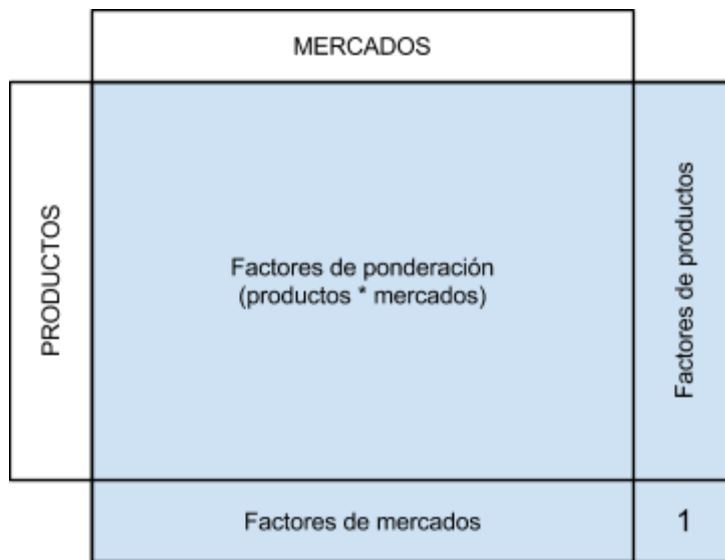 MERCADOS
PRODUCTOS
Factores de ponderación
(productos * mercados)
Factores de productos
Factores de mercados
1